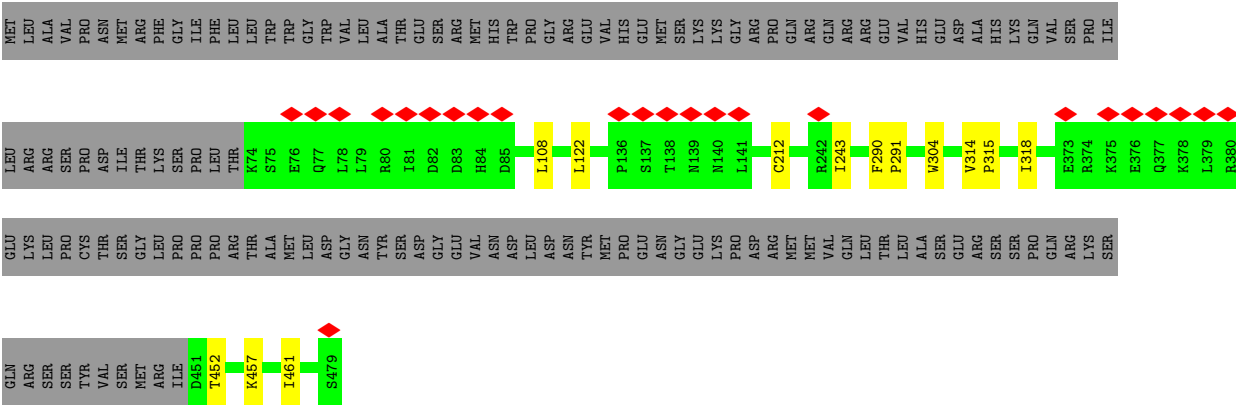 MET LEU ALA VAL PRO ASN MET ARG PHE GLY ILE PHE LEU LEU TRP TRP GLY TRP VAL LEU ALA THR GLU SER ARG MET HIS TRP PRO GLY ARG GLU VAL HIS GLU MET SER LYS LYS GLY ARG PRO GLN ARG GLN ARG ARG GLU VAL HIS GLU ASP ALA HIS LYS GLN VAL SER PRO ILE
LEU ARG ARG SER PRO ASP ILE THR LYS SER PRO LEU THR K74 S75 E76 Q77 L78 L79 R80 I81 D82 D83 H84 D85 L108 L122 P136 S137 T138 N139 N140 L141 C212 R242 I243 F290 P291 W304 V314 P315 I318 E373 R374 K375 E376 Q377 K378 L379 R380
GLU LYS LEU PRO CYS THR SER GLY LEU PRO PRO PRO ARG THR ALA MET LEU ASP GLY ASN TYR SER ASP GLY GLU VAL ASN ASP LEU ASP ASN TYR MET PRO GLU ASN GLY GLU LYS PRO ASP ARG MET MET VAL GLN LEU THR LEU ALA SER GLU ARG SER SER PRO GLN ARG LYS SER
GLN ARG SER SER TYR VAL SER MET ARG ILE D451 T452 K457 I461 S479